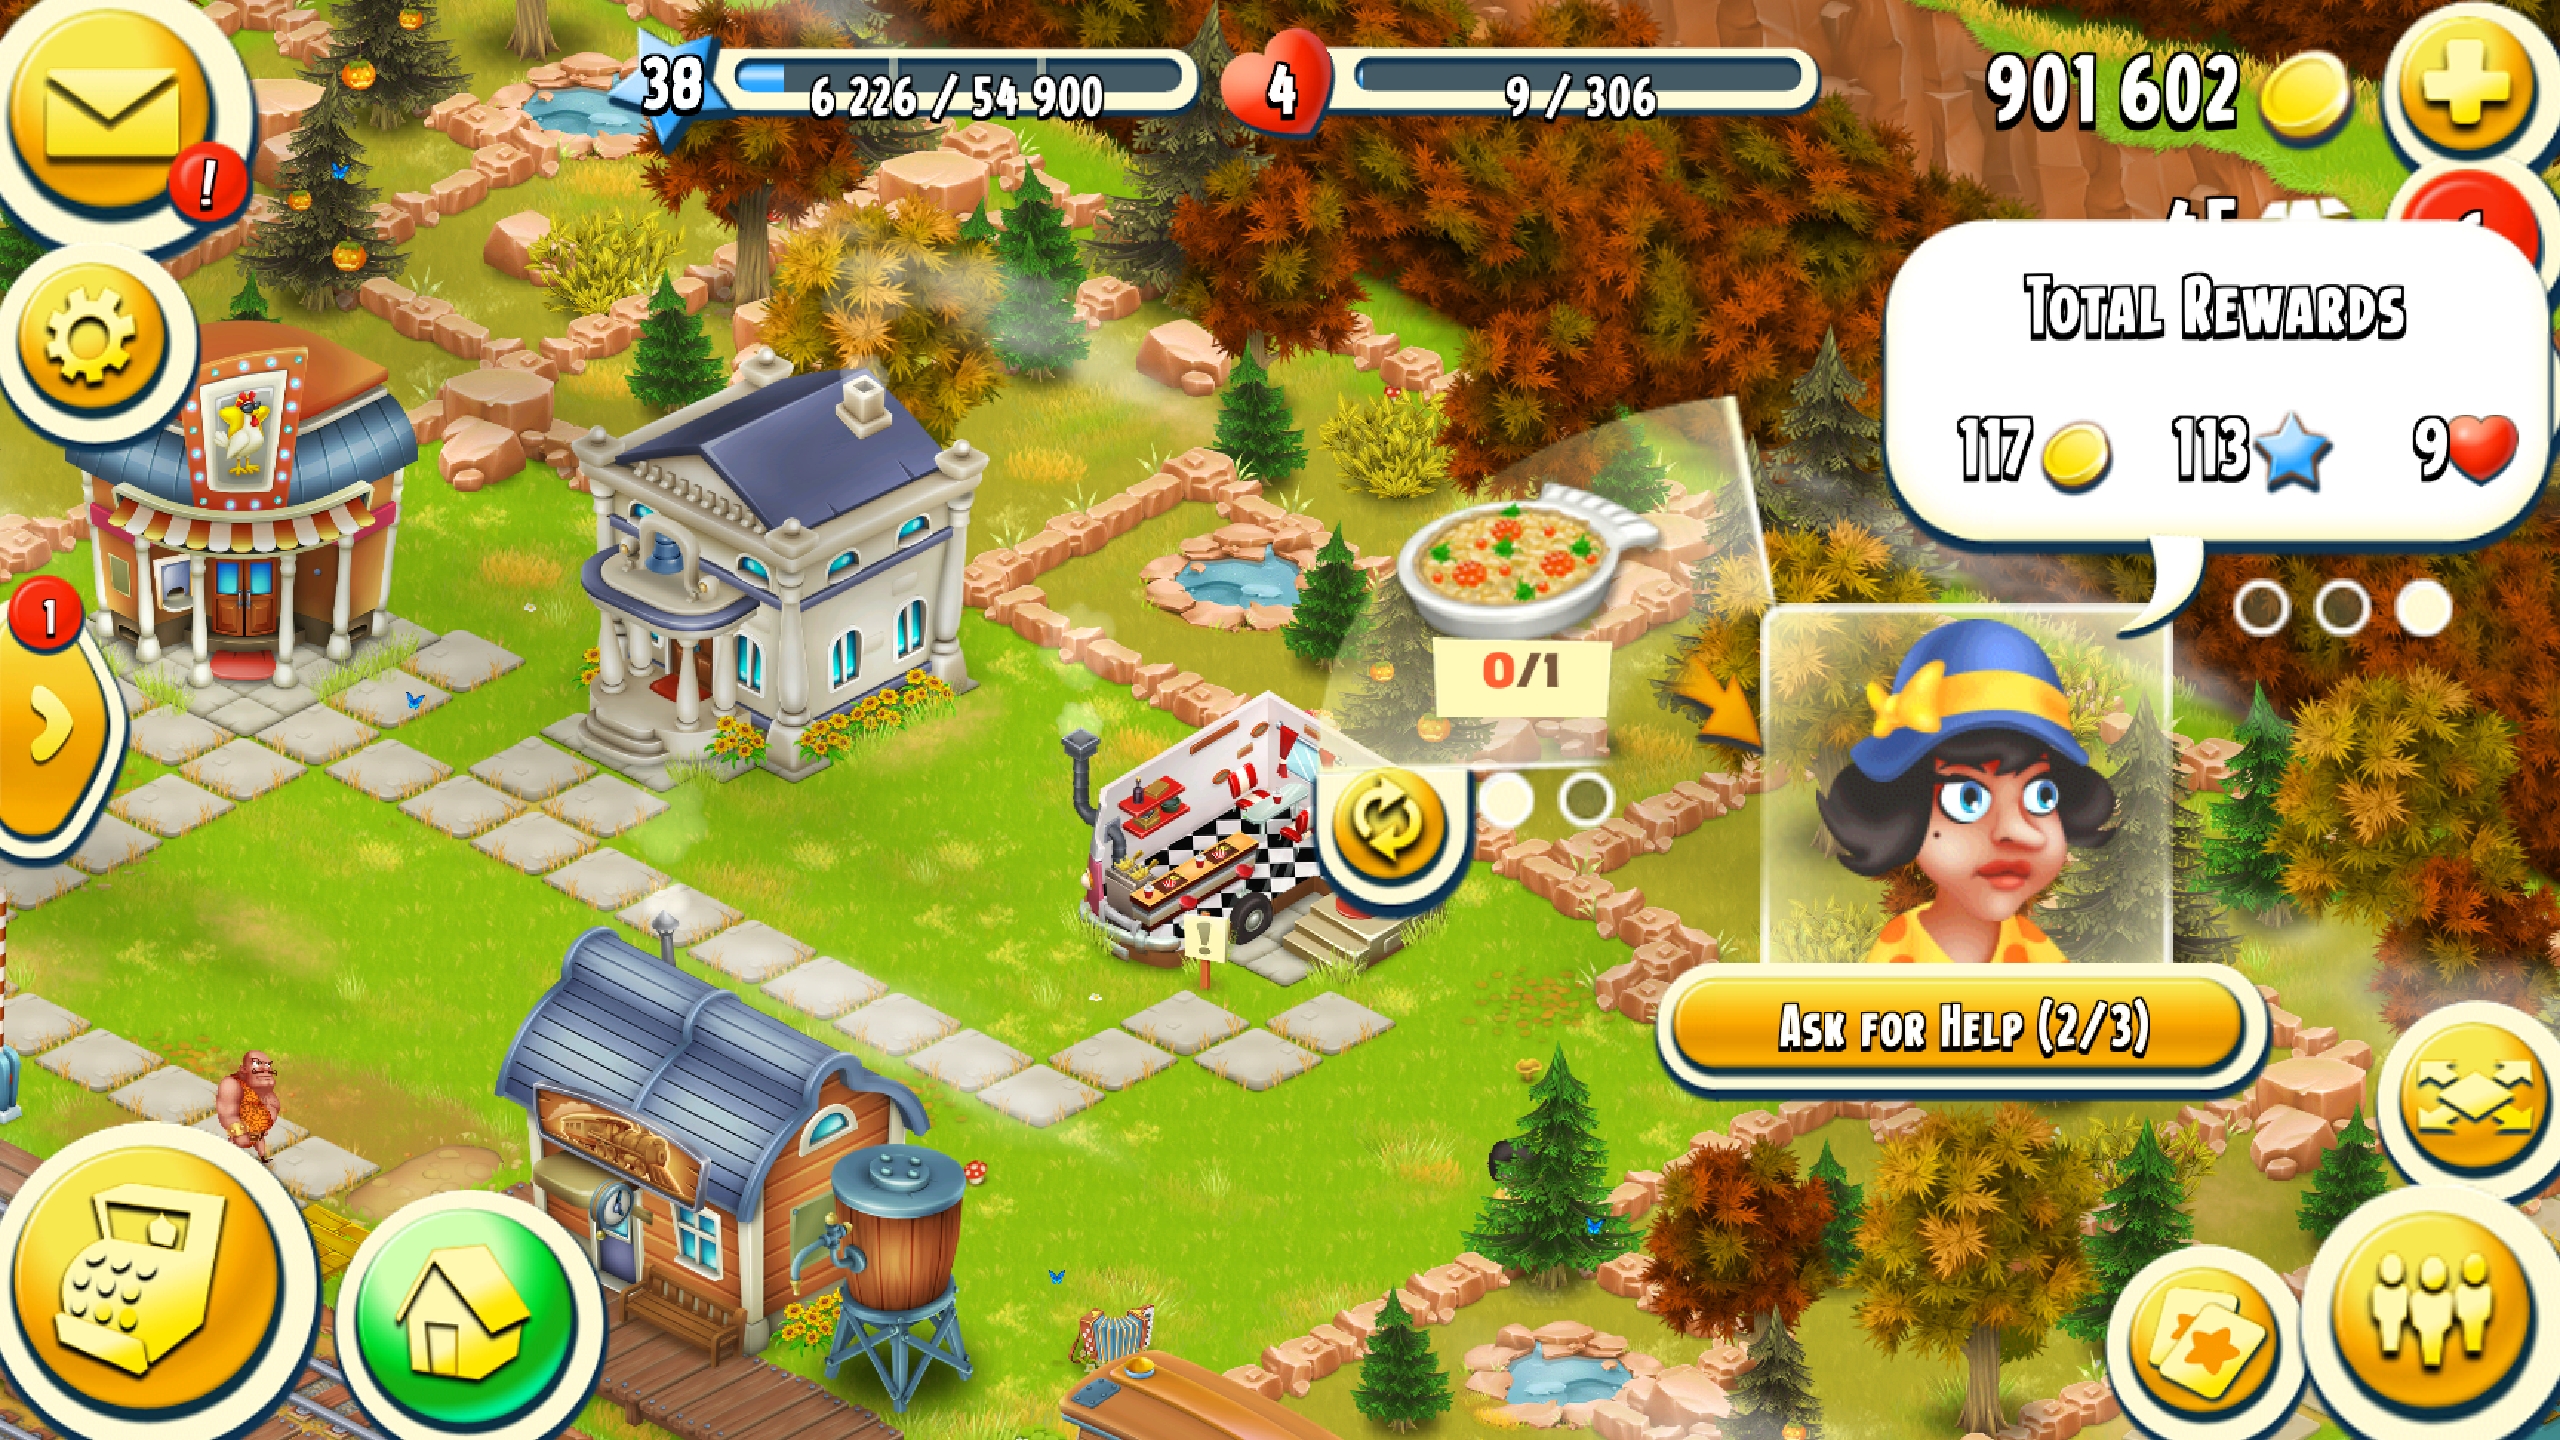 38
6 226 / 54 900
4
9 / 306
901 602
!
TOTAL REWARDS
117
113
9
1
0/1
!
ASK FOR HELP (2/3)